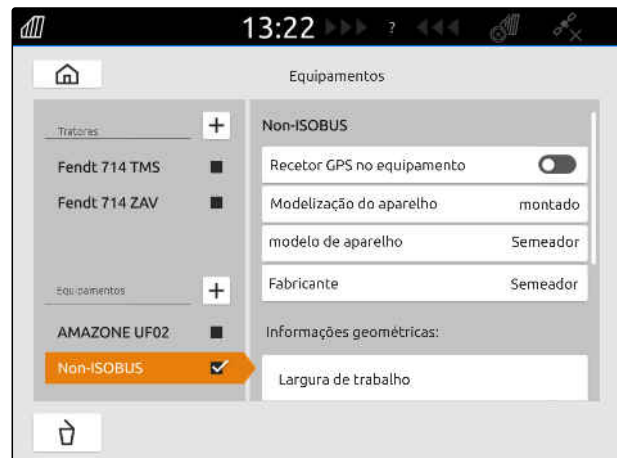 13:22 ?
Equipamentos
Tratores
+
Fendt 714 TMS
Fendt 714 ZAV
Equipamentos
+
AMAZONE UF02
Non-ISOBUS
Non-ISOBUS
Recetor GPS no equipamento
Modelização do aparelho montado
modelo de aparelho Semeador
Fabricante Semeador
Informações geométricas:
Largura de trabalho